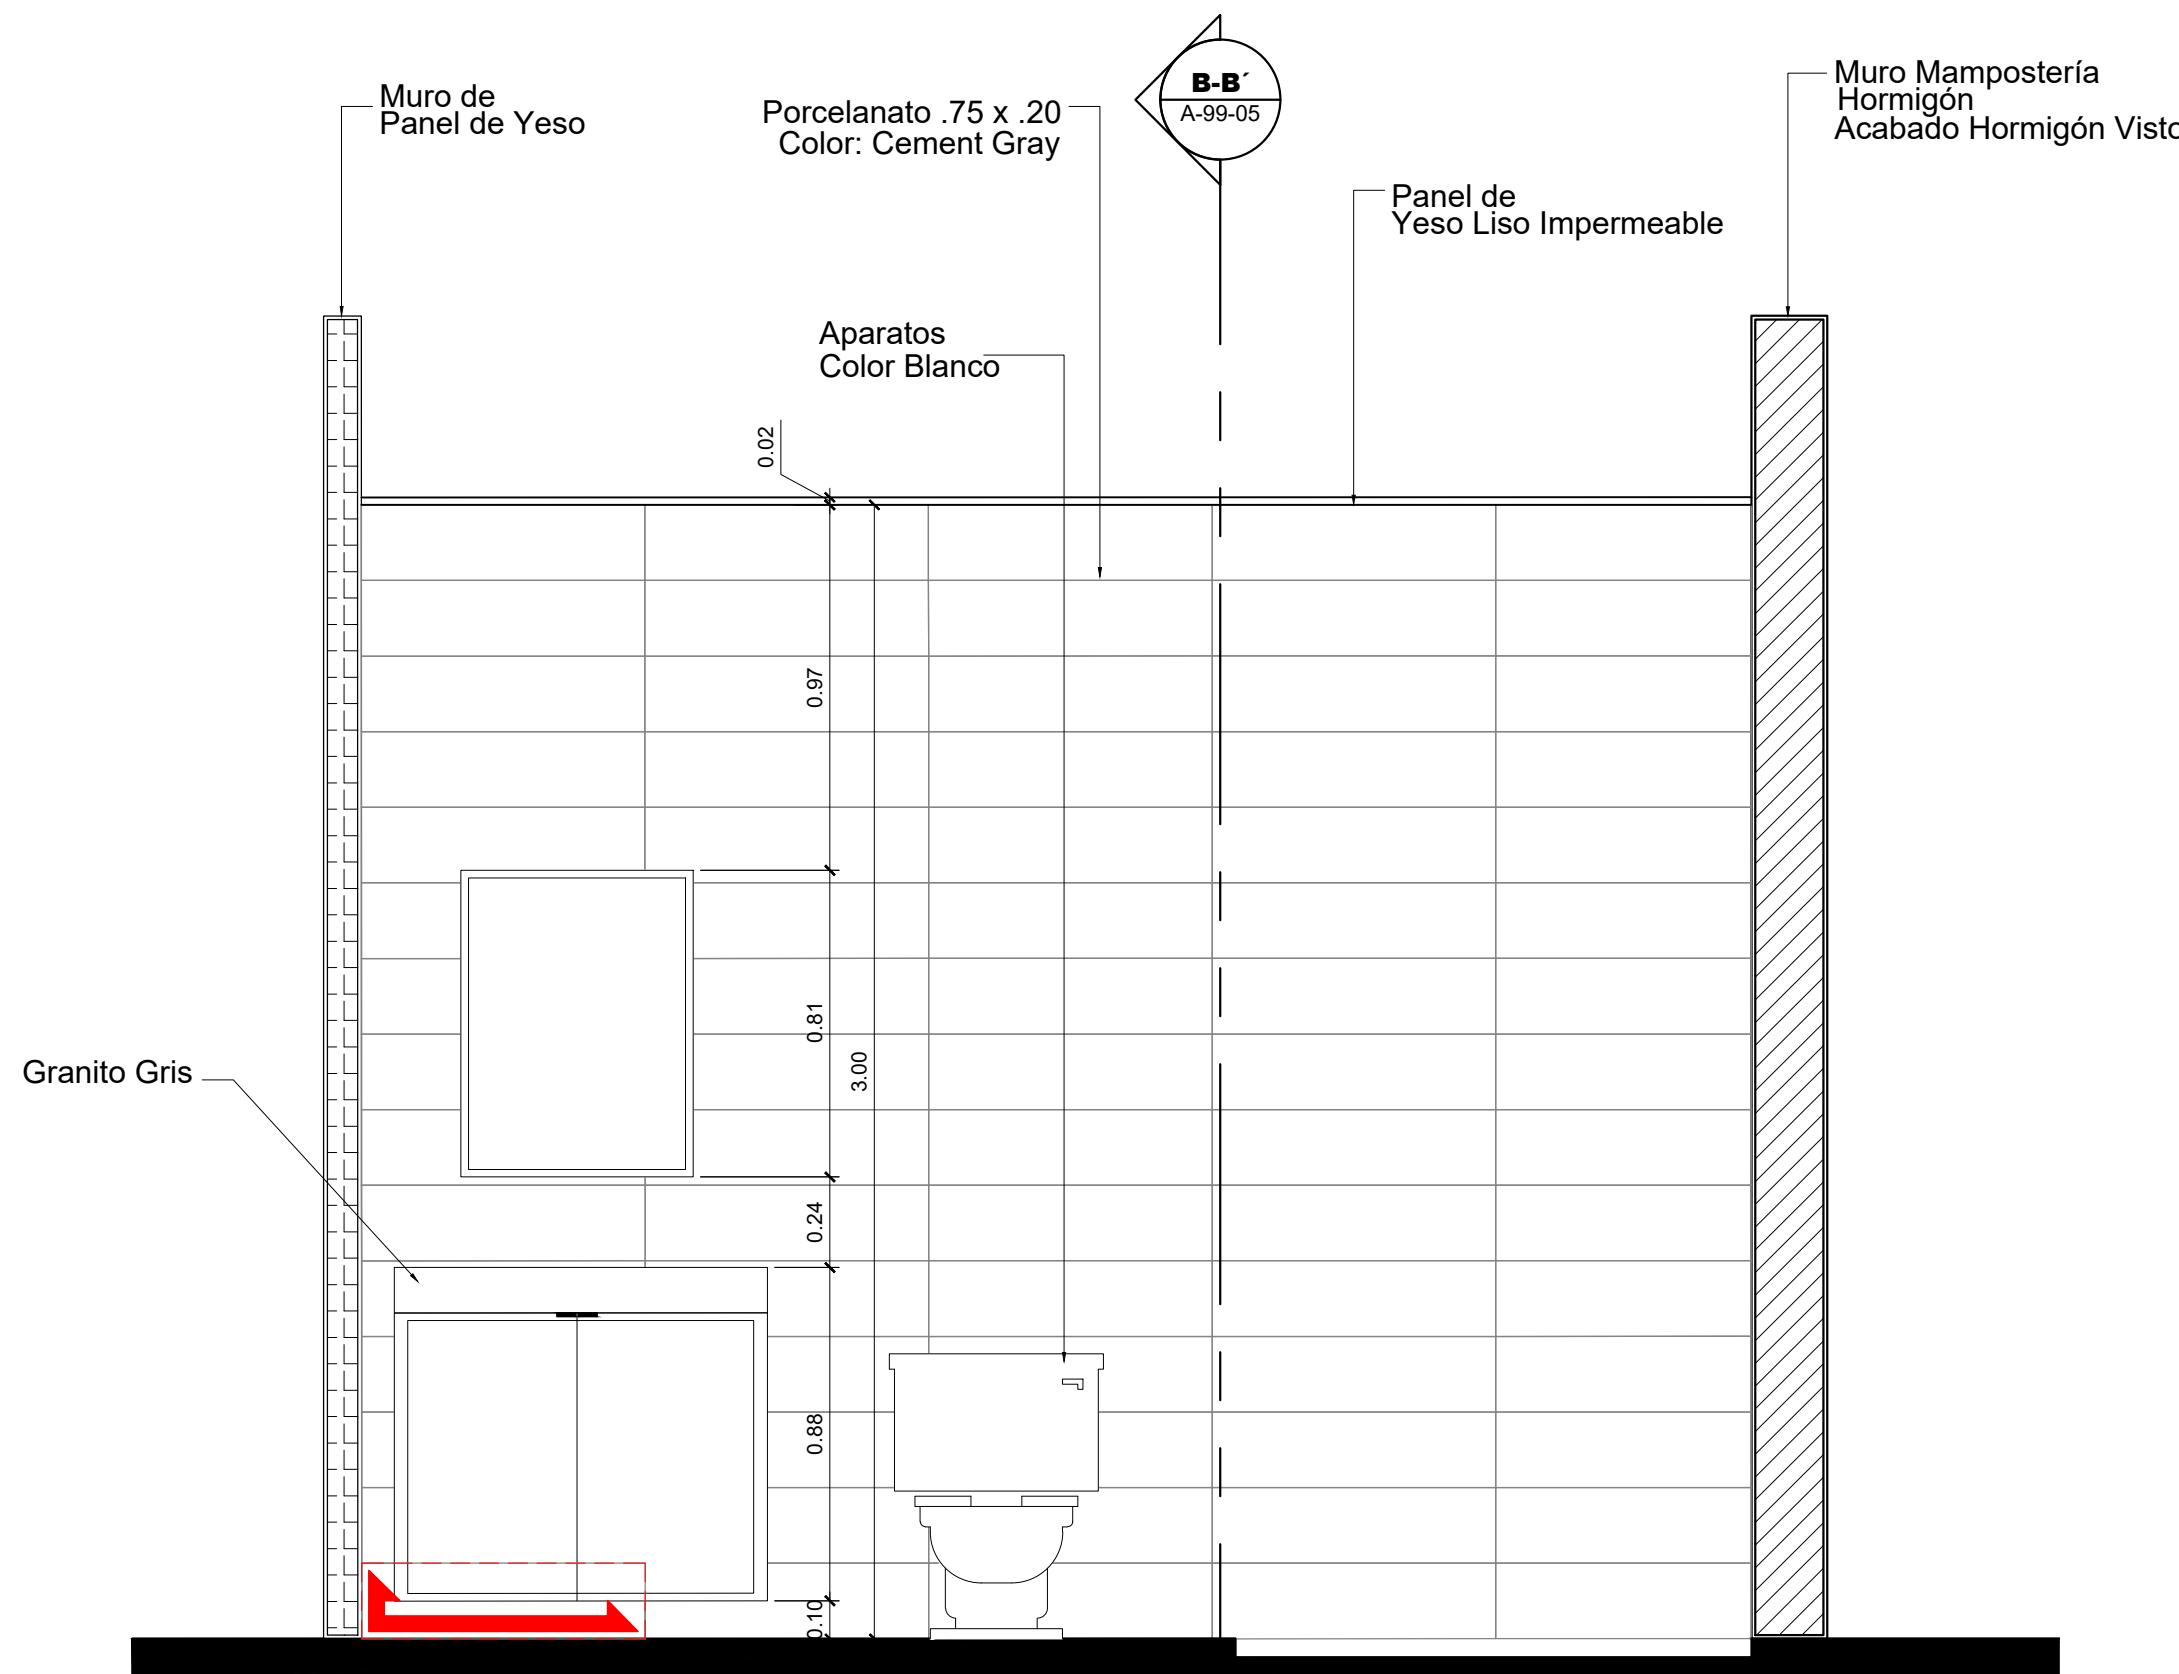 B-B´
A-99-05
Muro de
Panel de Yeso
Porcelanato .75 x .20
Color: Cement Gray
Muro Mampostería
Hormigón
Acabado Hormigón Visto
Panel de
Yeso Liso Impermeable
Aparatos
Color Blanco
0.02
0.97
0.81
3.00
Granito Gris
0.24
0.88
0.10